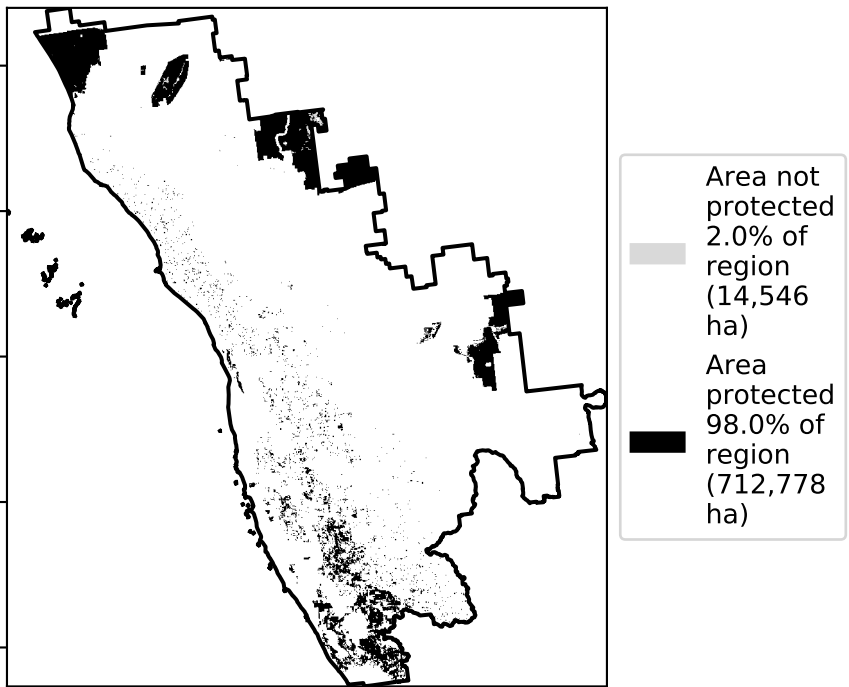 Area not
protected
2.0% of
region
(14,546
ha)
Area
protected
98.0% of
region
(712,778
ha)